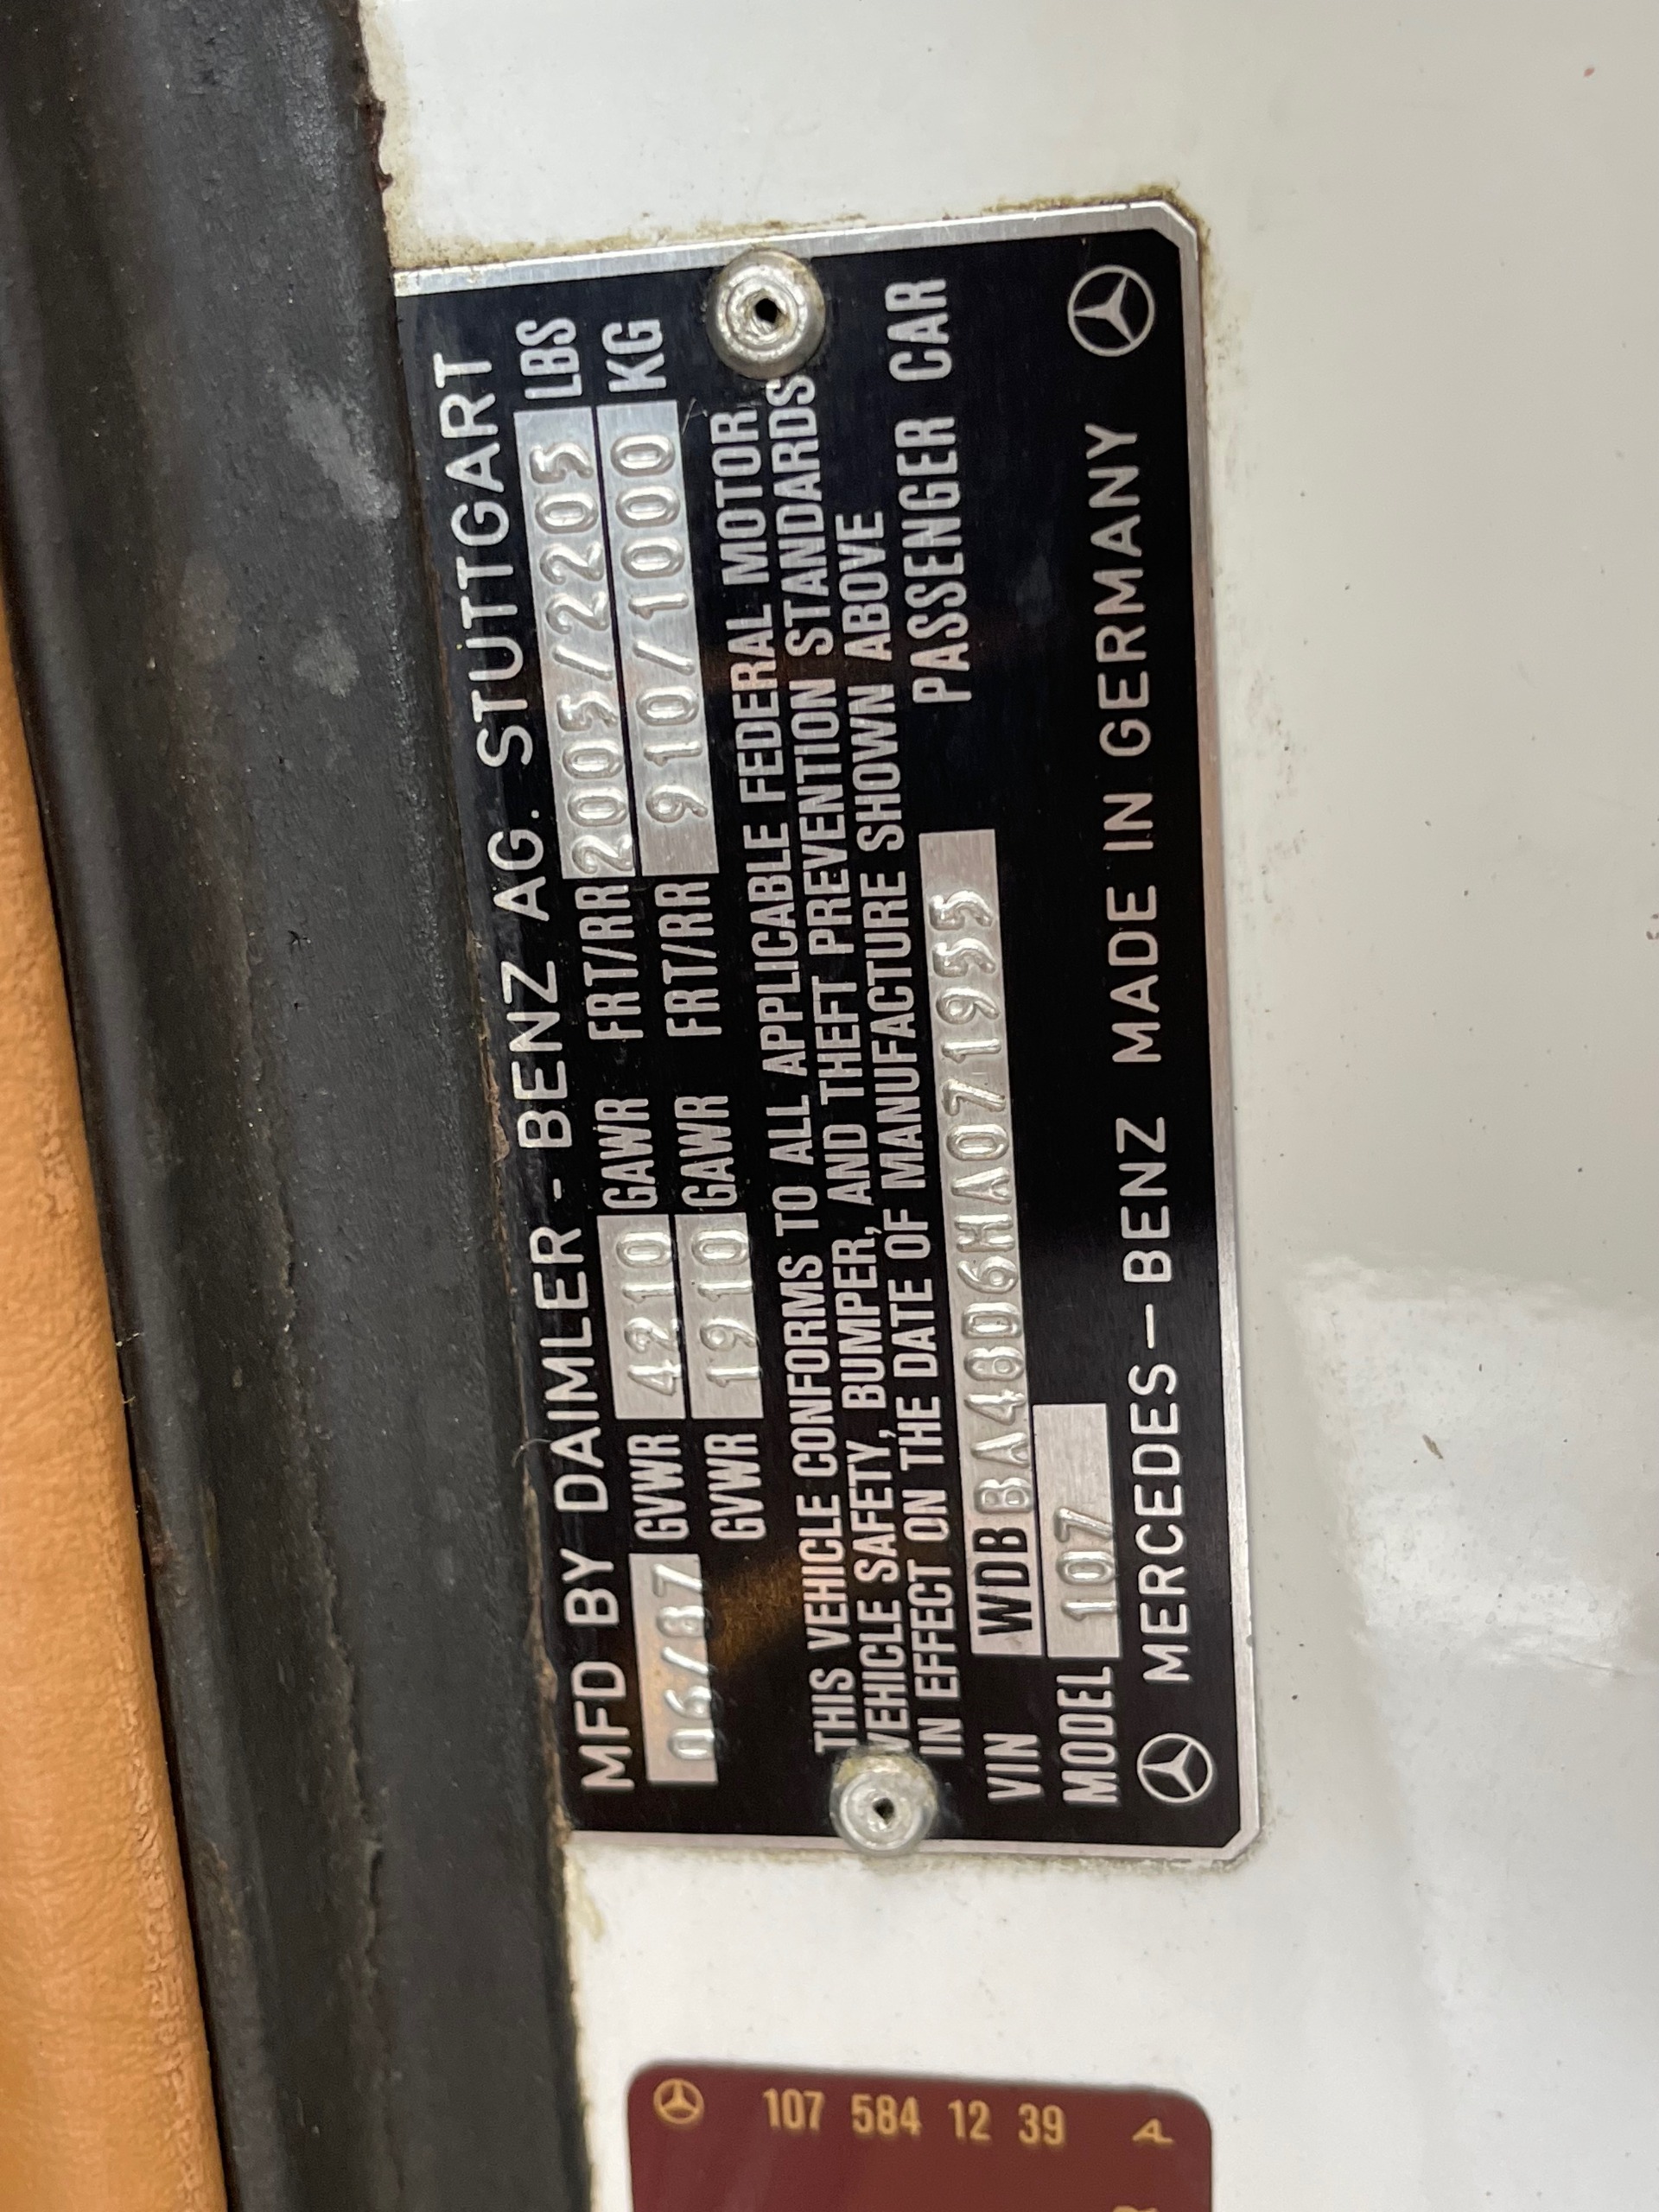 MFD BY DAIMLER - BENZ AG. STUTTGART
06/87 GVWR 4210 GAWR FRT/RR 2005/2205 LBS
GVWR 1910 GAWR FRT/RR 910/1000 KG
THIS VEHICLE CONFORMS TO ALL APPLICABLE FEDERAL MOTOR
VEHICLE SAFETY, BUMPER, AND THEFT PREVENTION STANDARDS
IN EFFECT ON THE DATE OF MANUFACTURE SHOWN ABOVE
VIN WDB BA48D6HA071955 PASSENGER CAR
MODEL 107
MERCEDES-BENZ MADE IN GERMANY
107 584 12 39 A